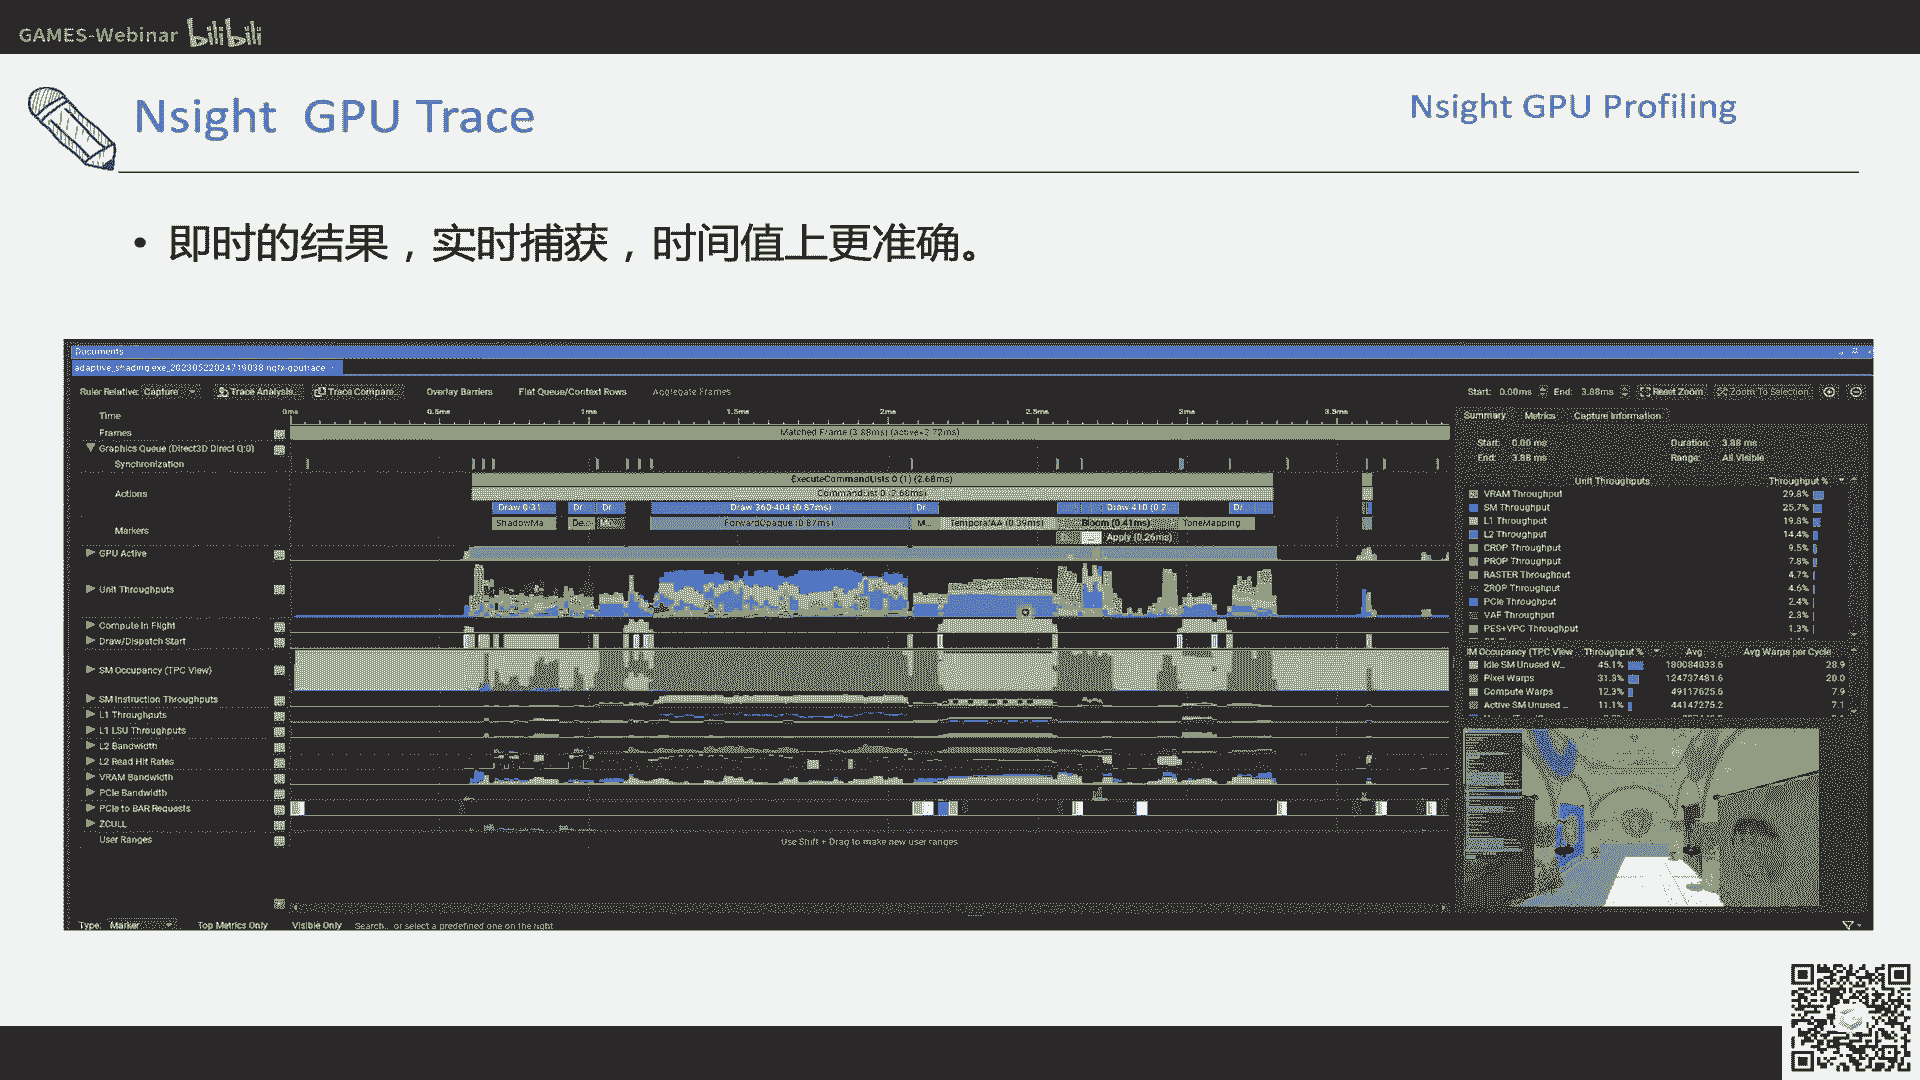 GAMES-Webinar bilibili
Nsight GPU Trace
Nsight GPU Profiling
• 即时的结果，实时捕获，时间值上更准确。
Documents
adaptive_shading.exe_20230522024719038.ngfx-gputrace
Ruler Relative: Capture Trace Analysis... Trace Compare... Overlay Barriers Flat Queue/Context Rows Aggregate Frames
Start: 0.00ms End: 3.88ms Reset Zoom Zoom To Selection
Time 0ms 0.5ms 1ms 1.5ms 2ms 2.5ms 3ms 3.5ms
Frames Matched Frame (3.88ms) (active=2.72ms)
Graphics Queue (Direct3D Direct Q:0)
Synchronization
ExecuteCommandLists 0 (1) (2.68ms)
Actions CommandList 0 (2.68ms)
Draw 0-31 Dr Dr Draw 360-404 (0.87ms) Dr Draw 410 (0.2 D
Markers ShadowMa De... Mo... ForwardOpaque (0.87ms) M... TemporalAA (0.39ms) Bloom (0.41ms) ToneMapping
Apply (0.26ms)
GPU Active
Unit Throughputs
Compute In Flight
Draw/Dispatch Start
SM Occupancy (TPC View)
SM Instruction Throughputs
L1 Throughputs
L1 LSU Throughputs
L2 Bandwidth
L2 Read Hit Rates
VRAM Bandwidth
PCIe Bandwidth
PCIe to BAR Requests
ZCULL
User Ranges Use Shift + Drag to make new user ranges
Type: Marker Top Metrics Only Visible Only Search... or select a predefined one on the right
Summary Metrics Capture Information
Start: 0.00 ms Duration: 3.88 ms
End: 3.88 ms Range: All Visible
Unit Throughputs Throughput %
VRAM Throughput 29.8%
SM Throughput 25.7%
L1 Throughput 19.8%
L2 Throughput 14.4%
CROP Throughput 9.5%
PROP Throughput 7.8%
RASTER Throughput 4.7%
ZROP Throughput 4.6%
PCIe Throughput 2.4%
VAF Throughput 2.3%
PES+VPC Throughput 1.3%
M Occupancy (TPC View Throughput % Avg Avg Warps per Cycle
Idle SM Unused W... 45.1% 180084033.6 28.9
Pixel Warps 31.3% 124737481.6 20.0
Compute Warps 12.3% 49117625.6 7.9
Active SM Unused ... 11.1% 44147275.2 7.1